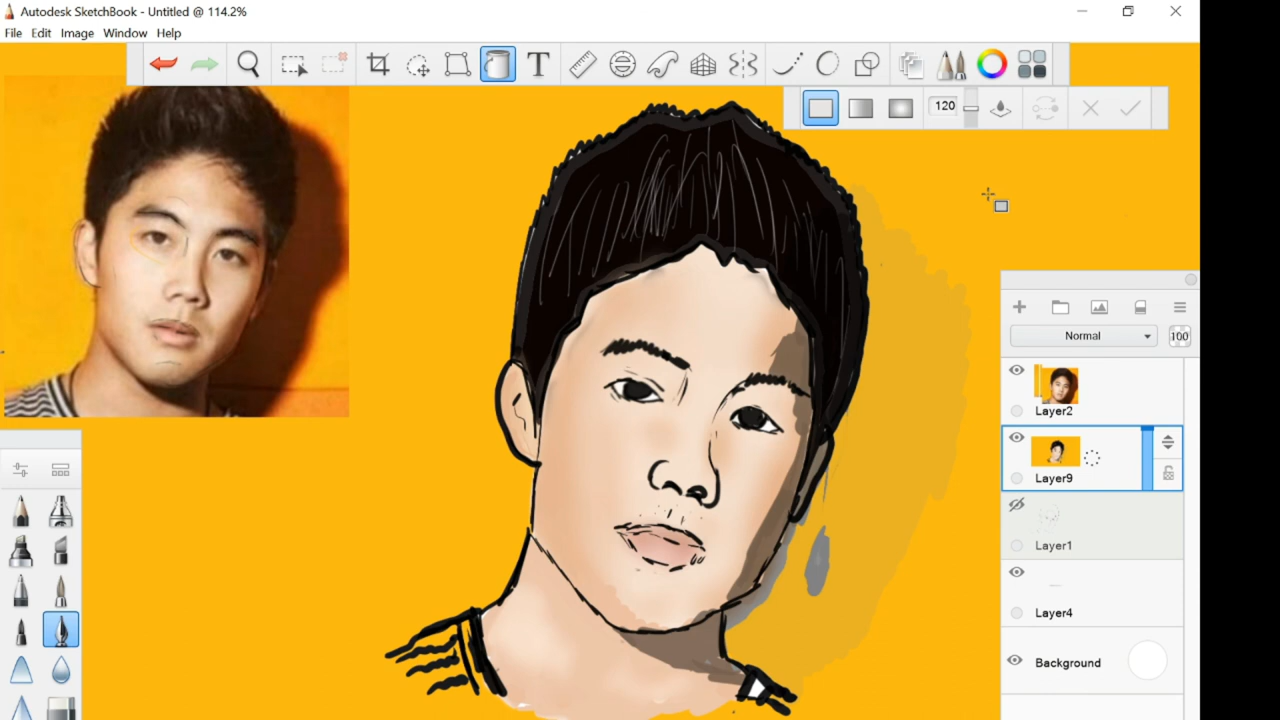 Autodesk SketchBook - Untitled @ 114.2%
File Edit Image Window Help
T
120
Normal
100
Layer2
Layer9
Layer1
Layer4
Background